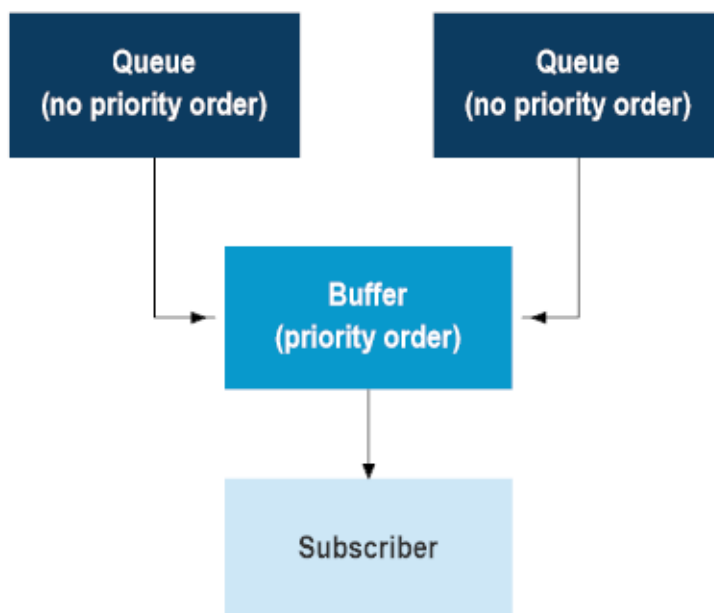 Queue
(no priority order)
Queue
(no priority order)
Buffer
(priority order)
Subscriber